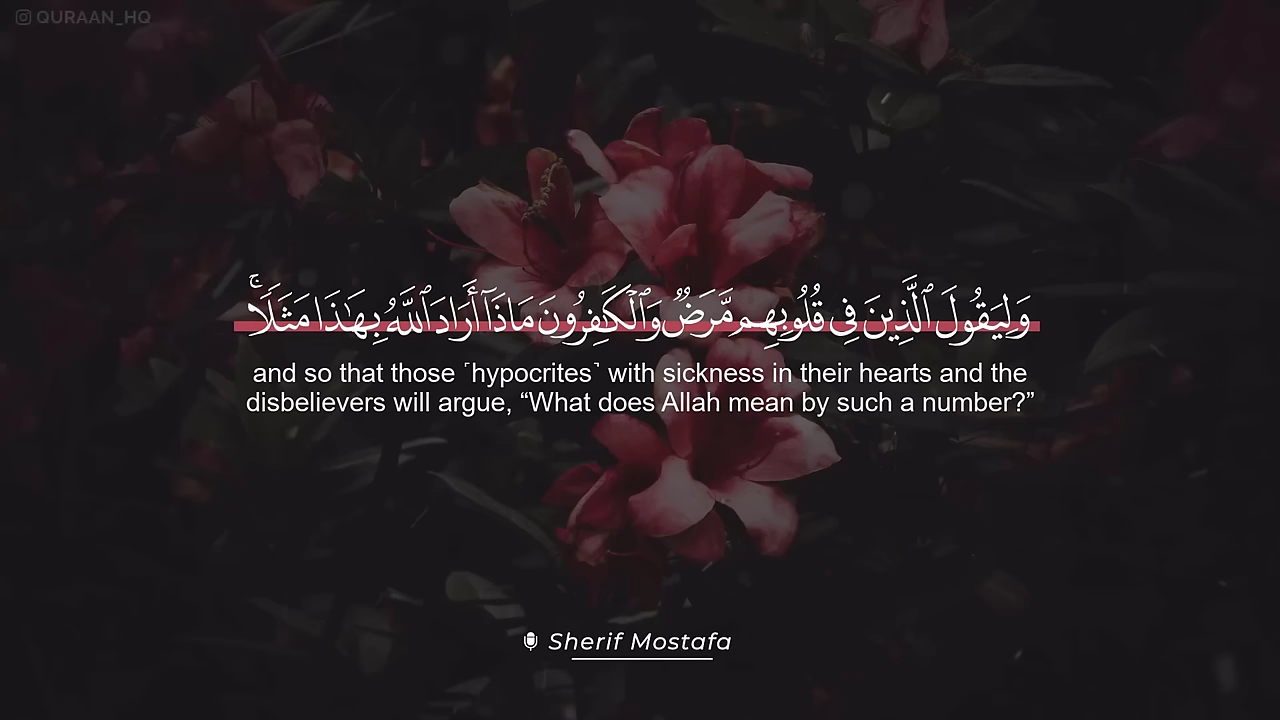 QURAAN_HQ
وَلِيَقُولَ ٱلَّذِينَ فِى قُلُوبِهِم مَّرَضٌ وَٱلْكَـٰفِرُونَ مَاذَآ أَرَادَ ٱللَّهُ بِهَـٰذَا مَثَلًا ۚ
and so that those ˹hypocrites˺ with sickness in their hearts and the
disbelievers will argue, “What does Allah mean by such a number?”
Sherif Mostafa